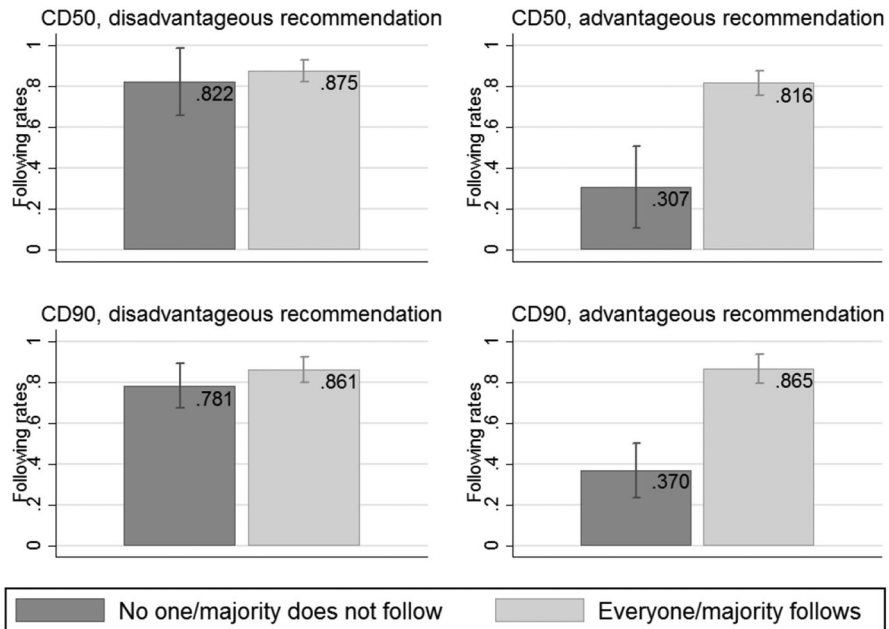 CD50, disadvantageous recommendation
Following rates
0 .2 .4 .6 .8 1
.822
.875
CD50, advantageous recommendation
Following rates
0 .2 .4 .6 .8 1
.307
.816
CD90, disadvantageous recommendation
Following rates
0 .2 .4 .6 .8 1
.781
.861
CD90, advantageous recommendation
Following rates
0 .2 .4 .6 .8 1
.370
.865
No one/majority does not follow
Everyone/majority follows